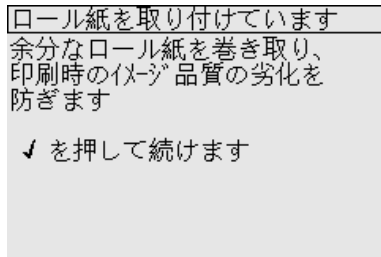 ロール紙を取り付けています
余分なロール紙を巻き取り、
印刷時のｲﾒｰｼﾞ品質の劣化を
防ぎます
✓ を押して続けます